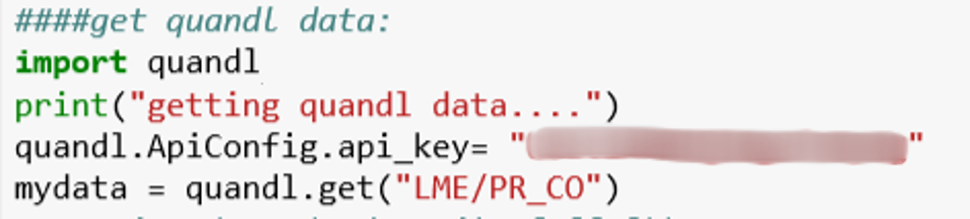 ####get quandl data:
import quandl
print("getting quandl data....")
quandl.ApiConfig.api_key= ""
mydata = quandl.get("LME/PR_CO")